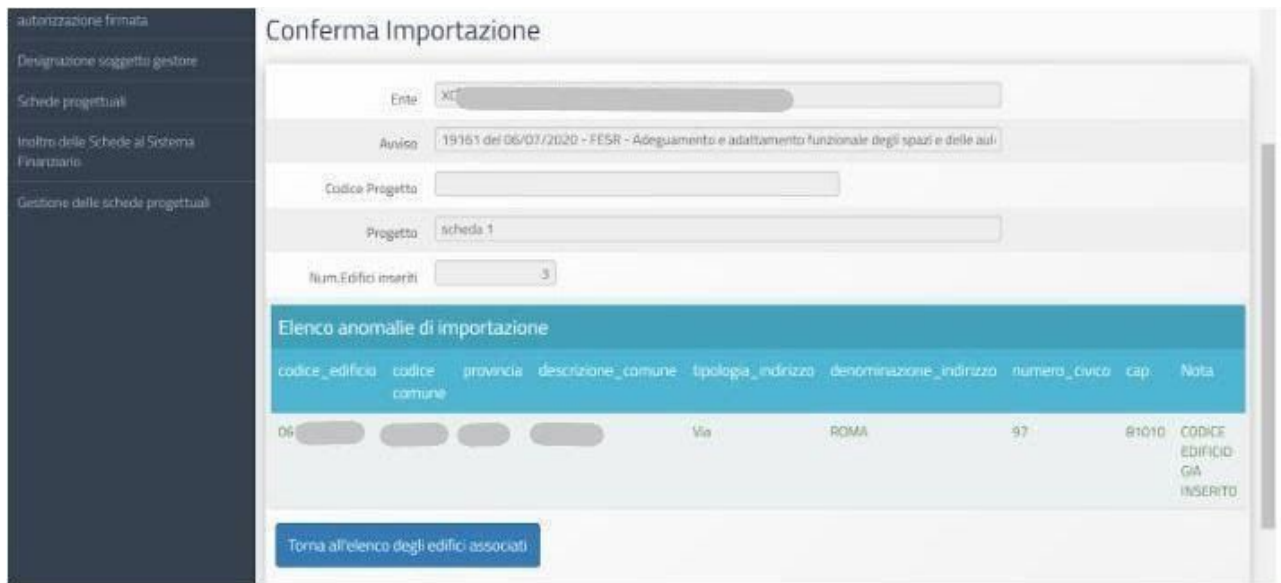 autorizzazione firmata
Designazione soggetto gestore
Schede progettuali
Inoltro delle Schede al Sistema
Finanziario
Gestione delle schede progettuali
Conferma Importazione
Ente
Avviso 19161 del 06/07/2020 - FESR - Adeguamento e adattamento funzionale degli spazi e delle aul
Codice Progetto
Progetto scheda 1
Num.Edifici inseriti 3
Elenco anomalie di importazione
codice_edificio codice comune provincia descrizione_comune tipologia_indirizzo denominazione_indirizzo numero_civico cap Nota
06 Via ROMA 97 81010 CODICE
EDIFICIO
GIA
INSERITO
Torna all'elenco degli edifici associati